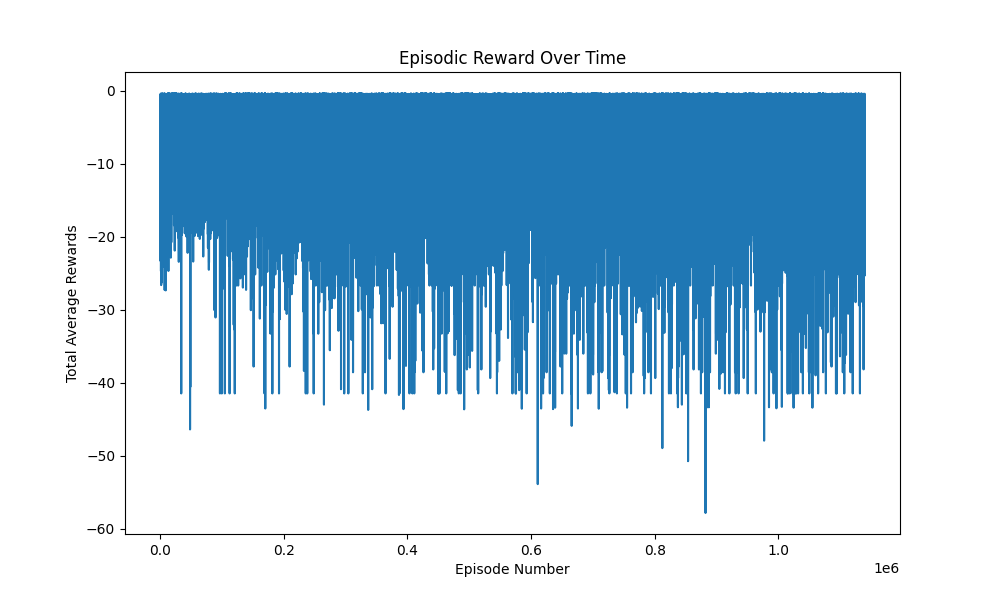 Episodic Reward Over Time
Total Average Rewards
0
−10
−20
−30
−40
−50
−60
0.0 0.2 0.4 0.6 0.8 1.0
1e6
Episode Number